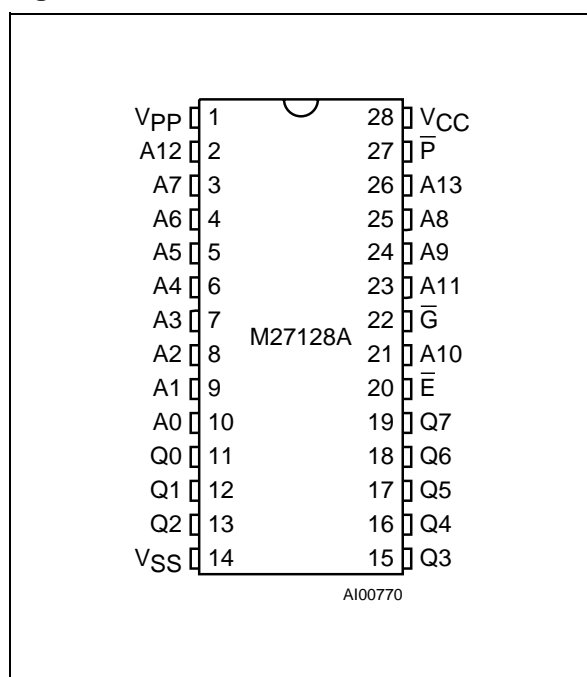 VPP 1 28 VCC
A12 2 27 P̅
A7 3 26 A13
A6 4 25 A8
A5 5 24 A9
A4 6 23 A11
A3 7 22 G̅
M27128A
A2 8 21 A10
A1 9 20 E̅
A0 10 19 Q7
Q0 11 18 Q6
Q1 12 17 Q5
Q2 13 16 Q4
VSS 14 15 Q3
AI00770